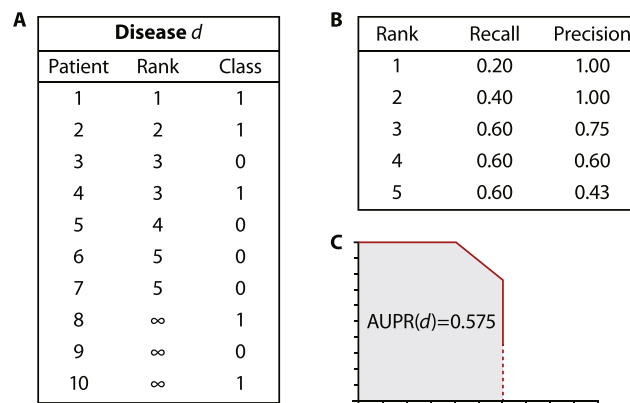 A
Disease d
Patient Rank Class
1 1 1
2 2 1
3 3 0
4 3 1
5 4 0
6 5 0
7 5 0
8 ∞ 1
9 ∞ 0
10 ∞ 1
B
Rank Recall Precision
1 0.20 1.00
2 0.40 1.00
3 0.60 0.75
4 0.60 0.60
5 0.60 0.43
C
AUPR(d)=0.575